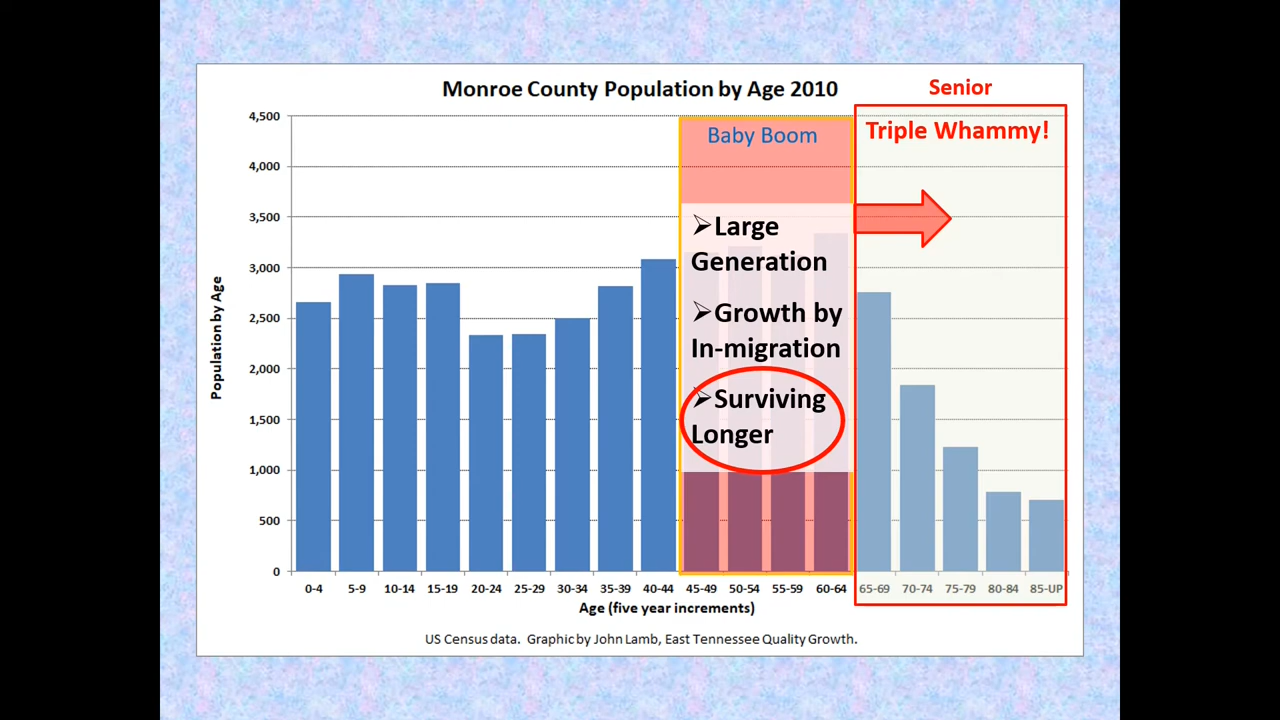 Monroe County Population by Age 2010
Senior
Triple Whammy!
Baby Boom
4,500
4,000
3,500
3,000
2,500
2,000
1,500
1,000
500
0
Population by Age
➢Large
Generation
➢Growth by
In-migration
➢Surviving
Longer
0-4 5-9 10-14 15-19 20-24 25-29 30-34 35-39 40-44 45-49 50-54 55-59 60-64 65-69 70-74 75-79 80-84 85-UP
Age (five year increments)
US Census data. Graphic by John Lamb, East Tennessee Quality Growth.